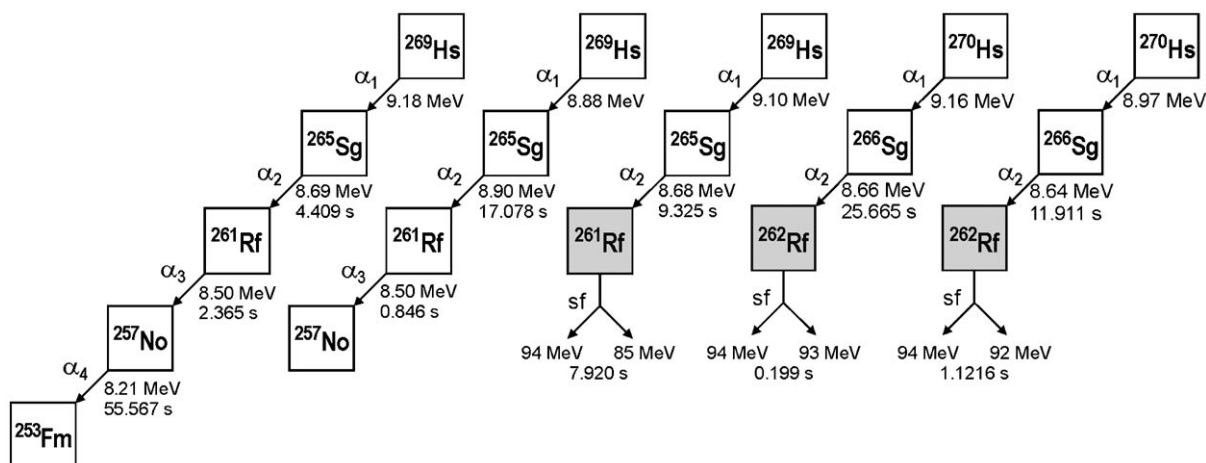 269Hs 269Hs 269Hs 270Hs 270Hs
α1 α1 α1 α1 α1
9.18 MeV 8.88 MeV 9.10 MeV 9.16 MeV 8.97 MeV
265Sg 265Sg 265Sg 266Sg 266Sg
α2 α2 α2 α2 α2
8.69 MeV 8.90 MeV 8.68 MeV 8.66 MeV 8.64 MeV
4.409 s 17.078 s 9.325 s 25.665 s 11.911 s
261Rf 261Rf 261Rf 262Rf 262Rf
α3 α3 sf sf sf
8.50 MeV 8.50 MeV
2.365 s 0.846 s
257No 257No 94 MeV 85 MeV 94 MeV 93 MeV 94 MeV 92 MeV
7.920 s 0.199 s 1.1216 s
α4
8.21 MeV
55.567 s
253Fm